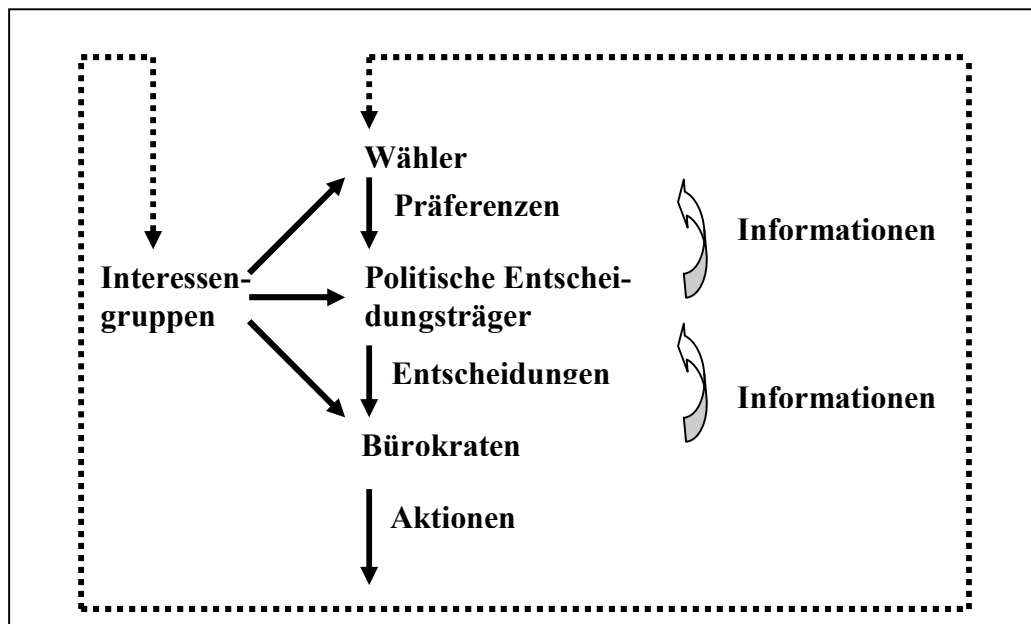 Wähler
Präferenzen
Informationen
Interessen-
gruppen
Politische Entschei-
dungsträger
Entscheidungen
Informationen
Bürokraten
Aktionen